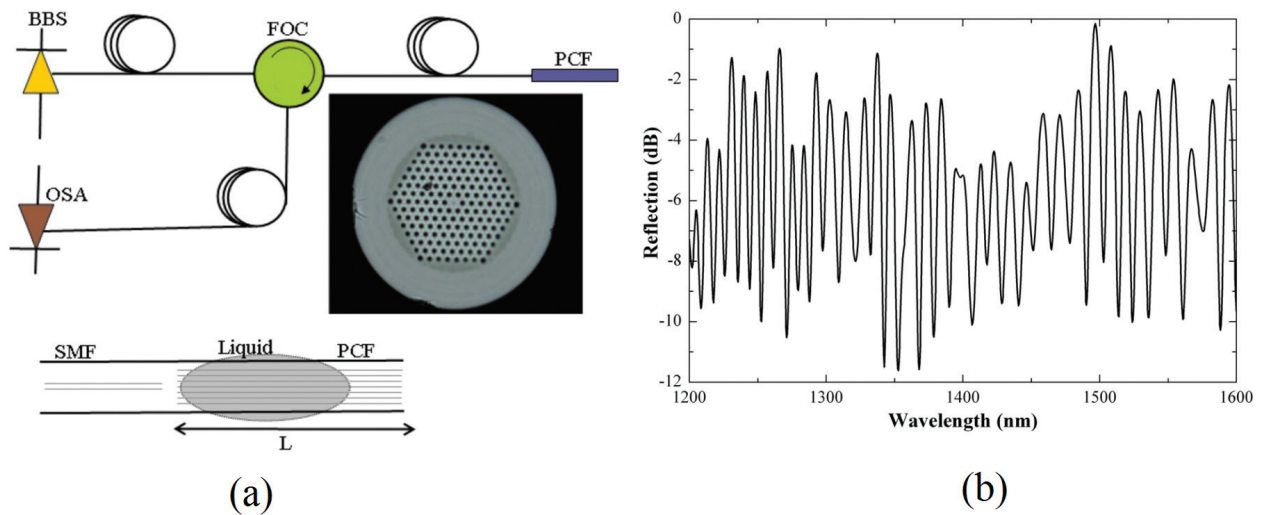 BBS
FOC
PCF
OSA
SMF
Liquid
PCF
L
(a)
0
-2
-4
-6
-8
-10
-12
Reflection (dB)
1200
1300
1400
1500
1600
Wavelength (nm)
(b)